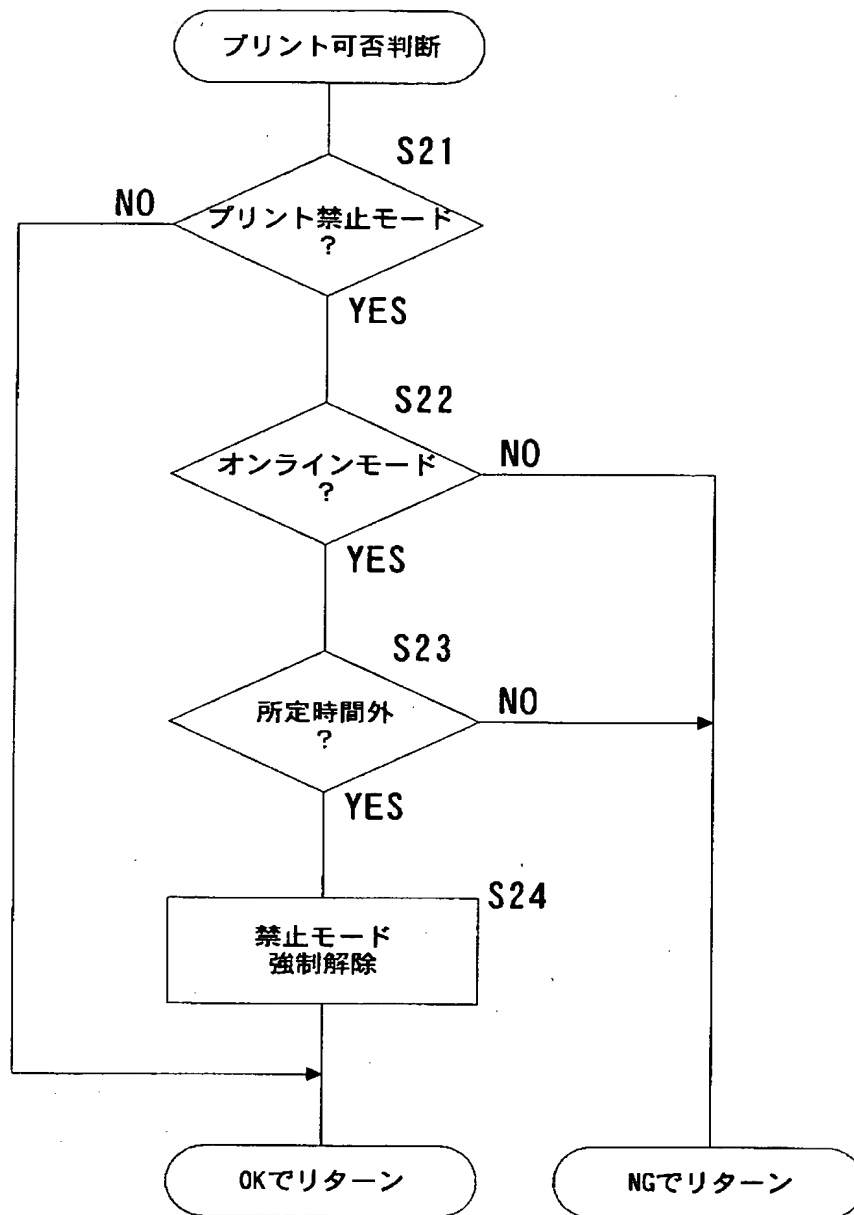 プリント可否判断
S21
NO
プリント禁止モード
?
YES
S22
オンラインモード
?
NO
YES
S23
所定時間外
?
NO
YES
S24
禁止モード
強制解除
OKでリターン
NGでリターン